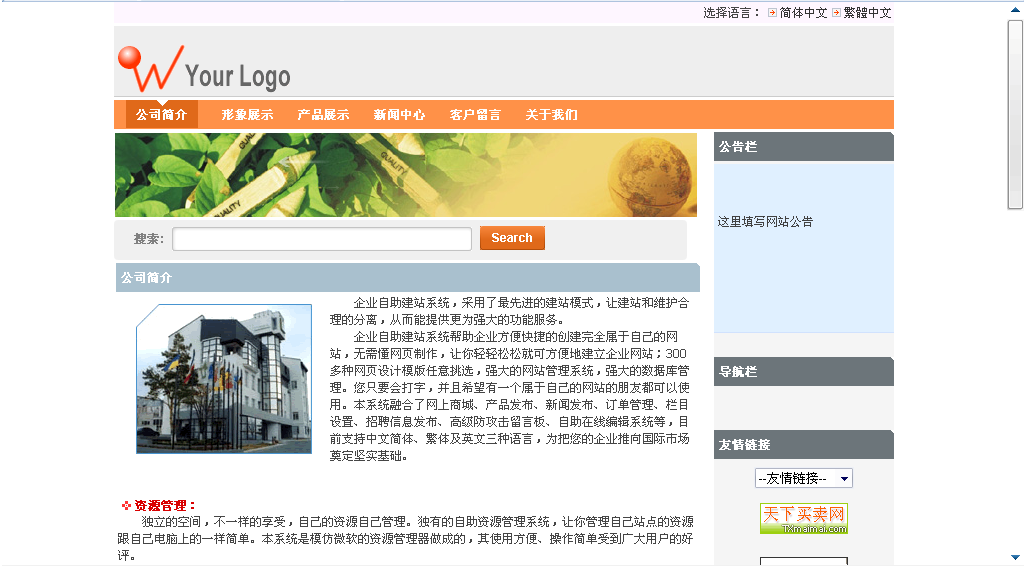 选择语言： 简体中文 繁體中文
Your Logo
公司简介 形象展示 产品展示 新闻中心 客户留言 关于我们
QUALITY
QUALITY
QUALITY
公告栏
这里填写网站公告
搜索: Search
公司简介
企业自助建站系统，采用了最先进的建站模式，让建站和维护合
理的分离，从而能提供更为强大的功能服务。
企业自助建站系统帮助企业方便快捷的创建完全属于自己的网
站，无需懂网页制作，让你轻轻松松就可方便地建立企业网站；300
多种网页设计模版任意挑选，强大的网站管理系统，强大的数据库管
理。您只要会打字，并且希望有一个属于自己的网站的朋友都可以使
用。本系统融合了网上商城、产品发布、新闻发布、订单管理、栏目
设置、招聘信息发布、高级防攻击留言板、自助在线编辑系统等，目
前支持中文简体、繁体及英文三种语言，为把您的企业推向国际市场
奠定坚实基础。
资源管理：
独立的空间，不一样的享受，自己的资源自己管理。独有的自助资源管理系统，让你管理自己站点的资源
跟自己电脑上的一样简单。本系统是模仿微软的资源管理器做成的，其使用方便、操作简单受到广大用户的好
评。
导航栏
友情链接
--友情链接--
天下买卖网
Txmaimai.com